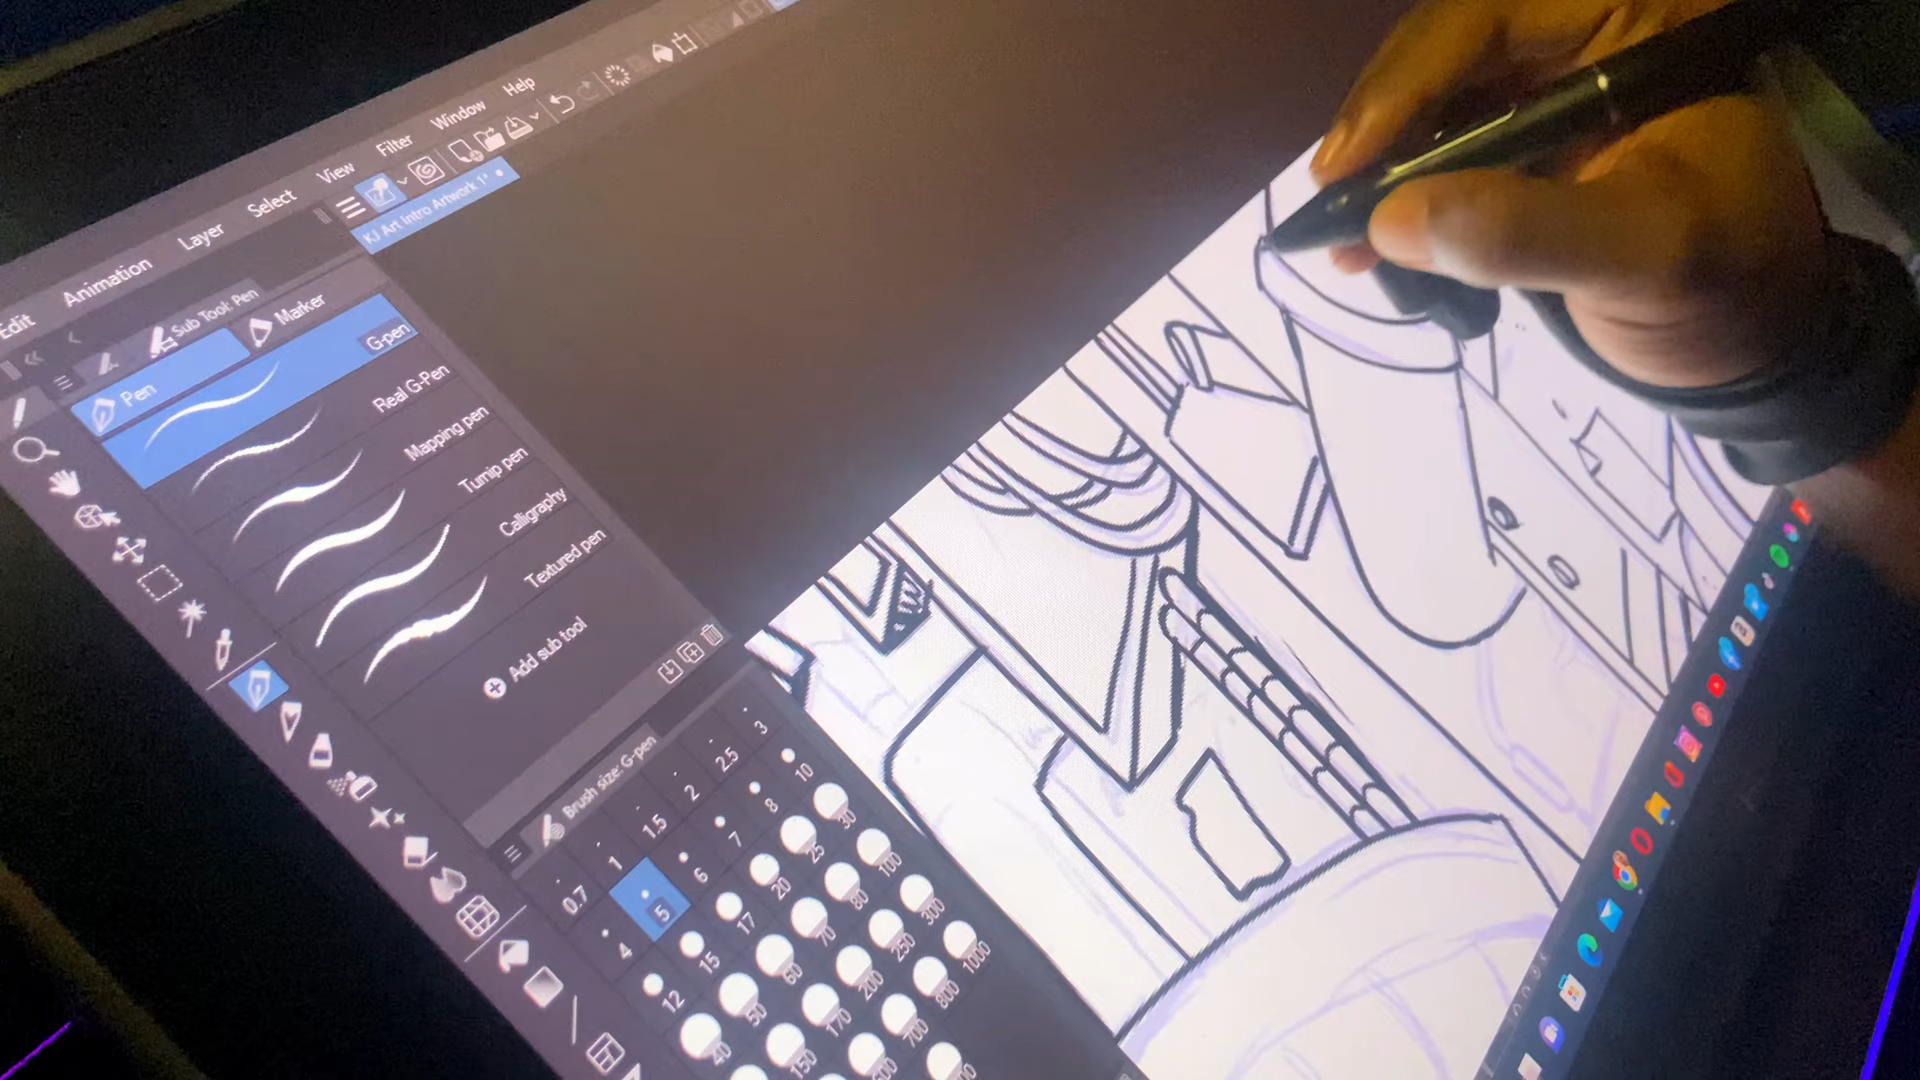 Edit Animation Layer Select View Filter Window Help
KJ Art Intro Artwork 1*
Sub Tool: Pen
Pen
Marker
G-pen
Real G-Pen
Mapping pen
Turnip pen
Calligraphy
Textured pen
Add sub tool
Brush size: G-pen
0.7 1 1.5 2 2.5 3
4 5 6 7 8 10
12 15 17 20 25 30
40 50 60 70 80 100
150 170 200 250 300
700 800 1000